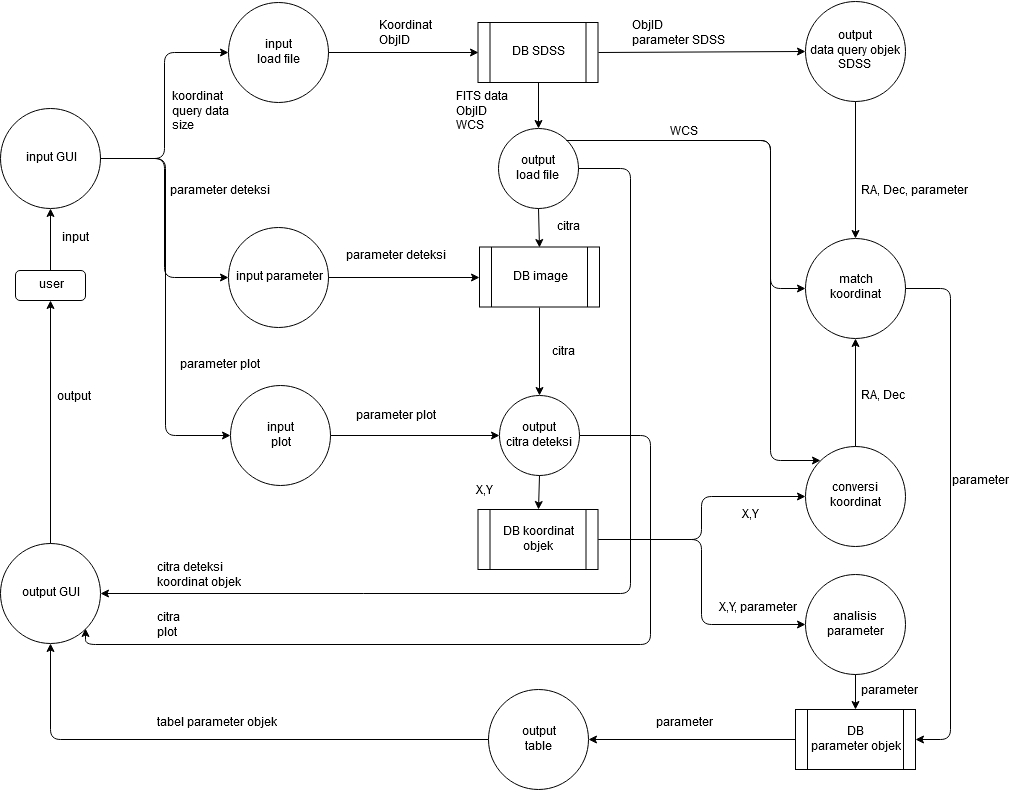 input
load file
Koordinat
ObjID
DB SDSS
ObjID
parameter SDSS
output
data query objek
SDSS
koordinat
query data
size
FITS data
ObjID
WCS
WCS
input GUI
output
load file
parameter deteksi
RA, Dec, parameter
input
citra
user
input parameter
parameter deteksi
DB image
match
koordinat
citra
parameter plot
output
RA, Dec
input
plot
parameter plot
output
citra deteksi
parameter
X,Y
conversi
koordinat
X,Y
DB koordinat
objek
citra deteksi
koordinat objek
output GUI
X,Y, parameter
analisis
parameter
citra
plot
parameter
tabel parameter objek
output
table
parameter
DB
parameter objek